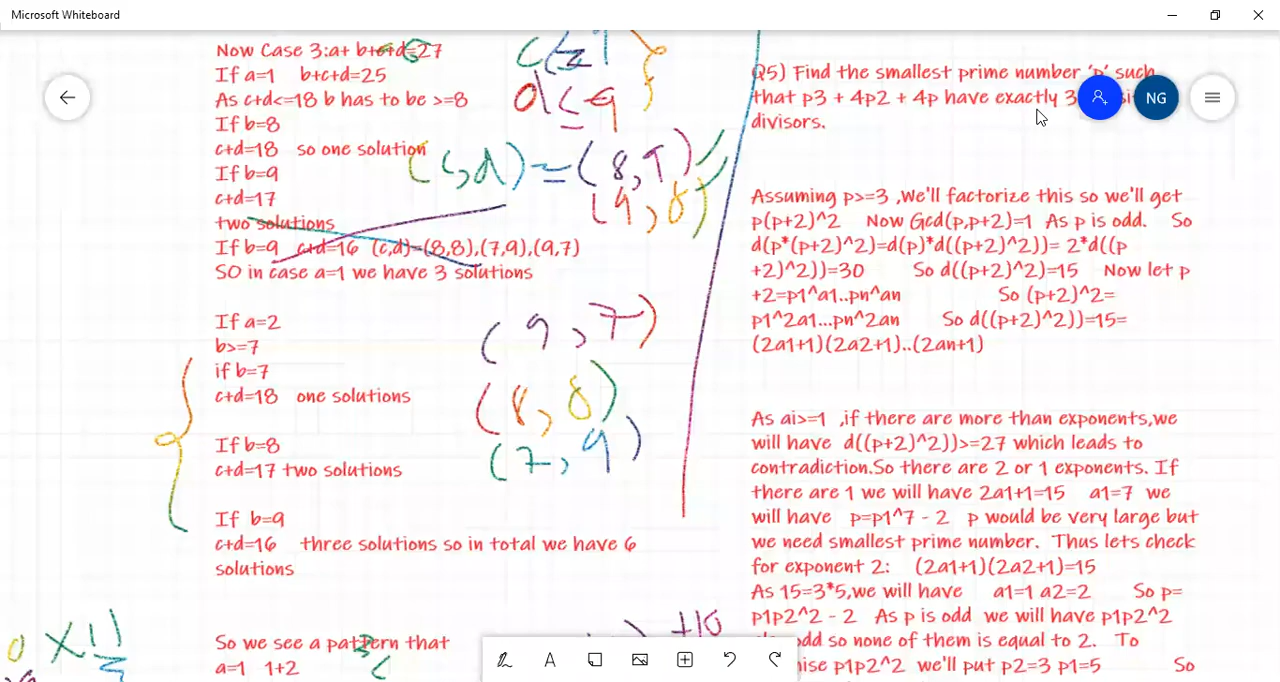 Microsoft Whiteboard
Now Case 3:a+ b+c+d=27
If a=1 b+c+d=25
As c+d<=18 b has to be >=8
If b=8
c+d=18 so one solution
If b=9
c+d=17
two solutions
If b=9 c+d=16 (c,d)=(8,8),(7,9),(9,7)
SO in case a=1 we have 3 solutions
If a=2
b>=7
if b=7
c+d=18 one solutions
If b=8
c+d=17 two solutions
If b=9
c+d=16 three solutions so in total we have 6
solutions
So we see a pattern that
a=1 1+2
c ≤ 9
d ≤ 9
(c,d) = (8,9)
(9,8)
(9,7)
(8,8)
(7,9)
+10
Q5) Find the smallest prime number 'p' such
that p3 + 4p2 + 4p have exactly 3
divisors.
NG
Assuming p>=3 ,We'll factorize this so we'll get
p(p+2)^2 Now Gcd(p,p+2)=1 As p is odd. So
d(p*(p+2)^2)=d(p)*d((p+2)^2))= 2*d((p
+2)^2))=30 So d((p+2)^2)=15 Now let p
+2=p1^a1..pn^an So (p+2)^2=
p1^2a1...pn^2an So d((p+2)^2))=15=
(2a1+1)(2a2+1)..(2an+1)
As ai>=1 ,if there are more than exponents,we
will have d((p+2)^2))>=27 which leads to
contradiction.So there are 2 or 1 exponents. If
there are 1 we will have 2a1+1=15 a1=7 we
will have p=p1^7 - 2 p would be very large but
we need smallest prime number. Thus lets check
for exponent 2: (2a1+1)(2a2+1)=15
As 15=3*5,we will have a1=1 a2=2 So p=
p1p2^2 - 2 As p is odd we will have p1p2^2
odd so none of them is equal to 2. To
p1p2^2 we'll put p2=3 p1=5 So